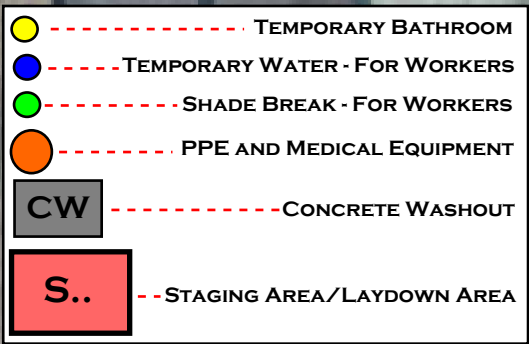 TEMPORARY BATHROOM
TEMPORARY WATER - FOR WORKERS
SHADE BREAK - FOR WORKERS
PPE AND MEDICAL EQUIPMENT
CW CONCRETE WASHOUT
S.. STAGING AREA/LAYDOWN AREA